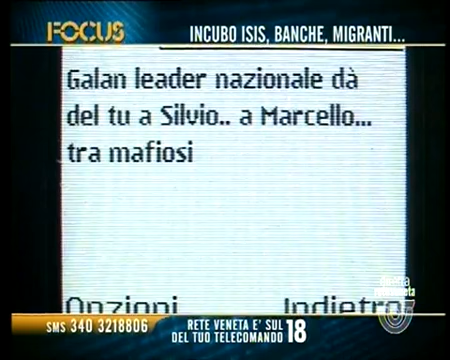 FOCUS
INCUBO ISIS, BANCHE, MIGRANTI...
Galan leader nazionale dà
del tu a Silvio.. a Marcello...
tra mafiosi
Opzioni Indietro
SMS 340 3218806
RETE VENETA E' SUL
DEL TUO TELECOMANDO 18